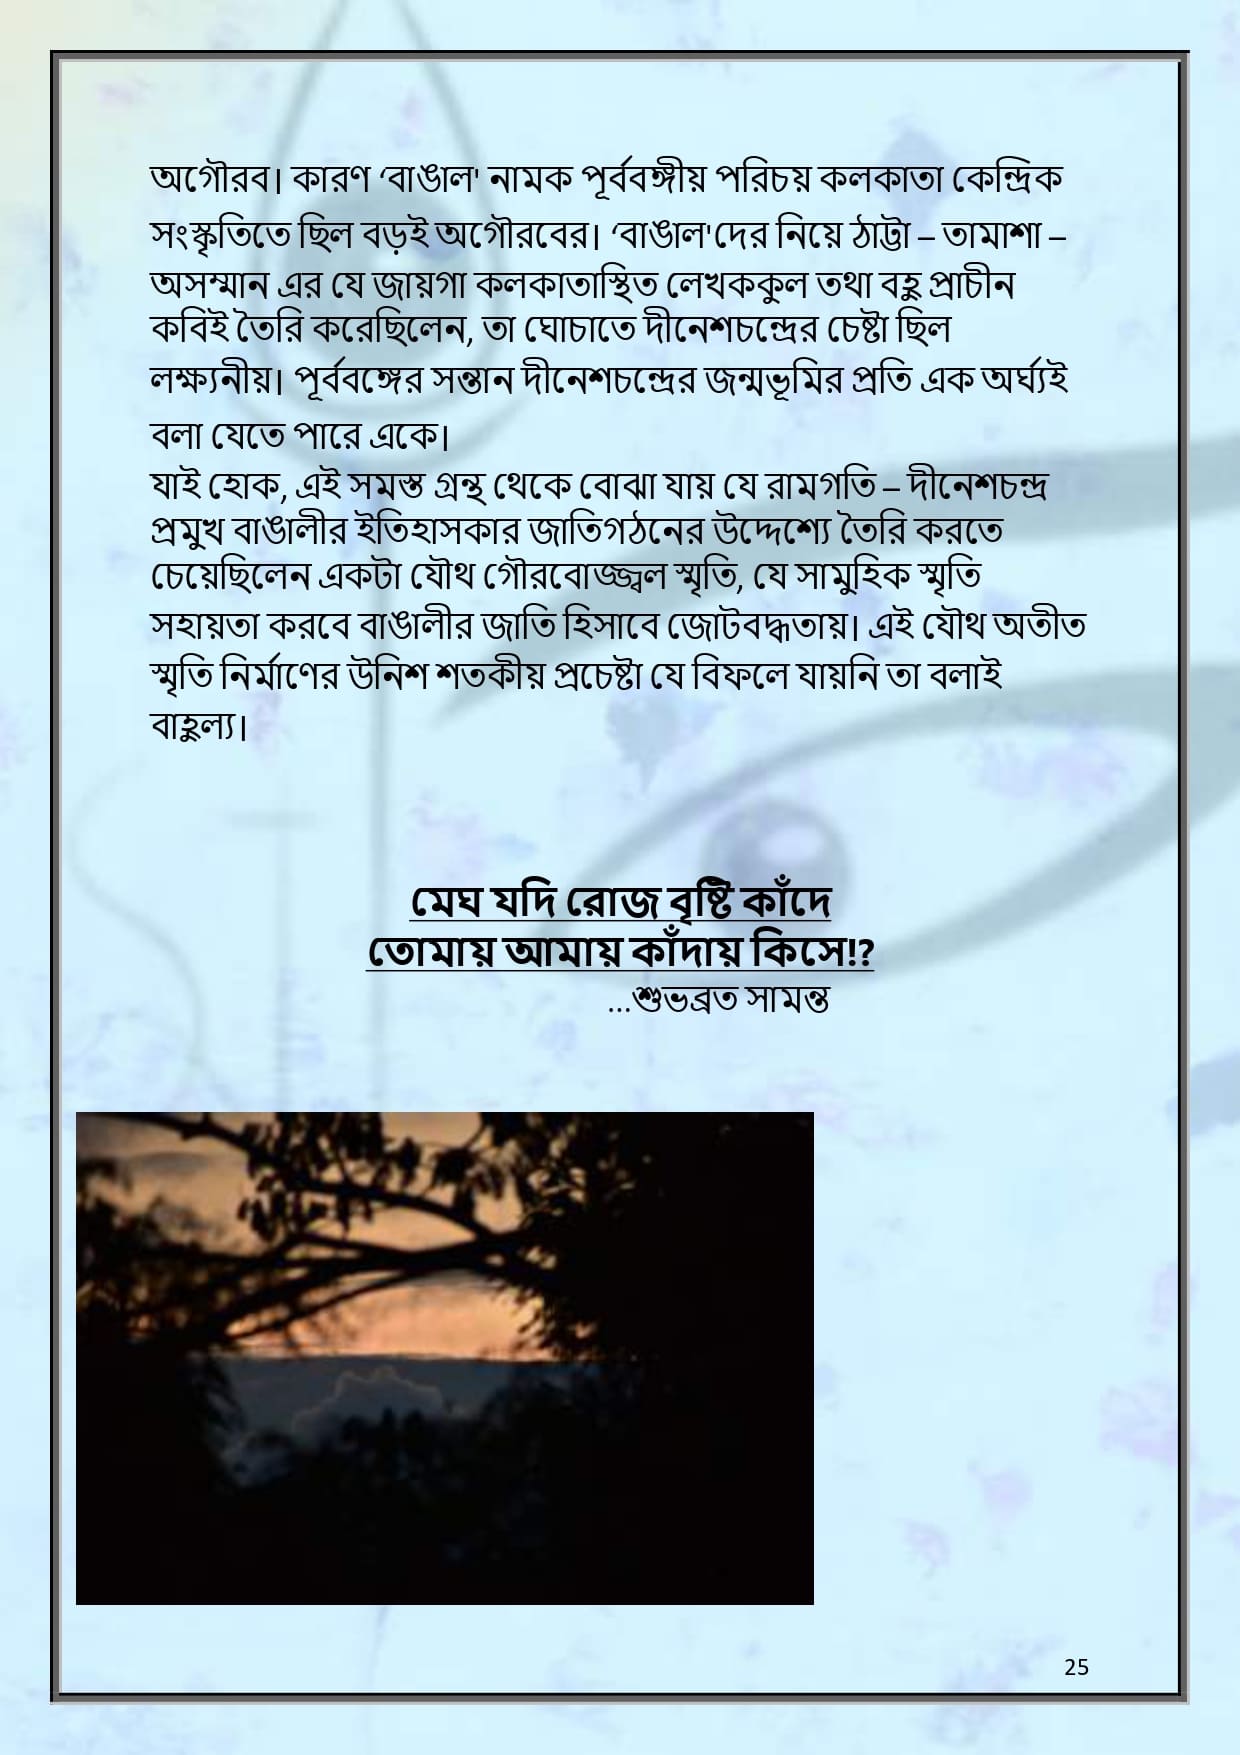 অগৌরব। কারণ ‘বাঙাল' নামক পূর্ববঙ্গীয় পরিচয় কলকাতা কেন্দ্রিক
সংস্কৃতিতে ছিল বড়ই অগৌরবের। ‘বাঙাল'দের নিয়ে ঠাট্টা – তামাশা –
অসম্মান এর যে জায়গা কলকাতাস্থিত লেখককুল তথা বহু প্রাচীন
কবিই তৈরি করেছিলেন, তা ঘোচাতে দীনেশচন্দ্রের চেষ্টা ছিল
লক্ষ্যনীয়। পূর্ববঙ্গের সন্তান দীনেশচন্দ্রের জন্মভূমির প্রতি এক অর্ঘ্যই
বলা যেতে পারে একে।
যাই হোক, এই সমস্ত গ্রন্থ থেকে বোঝা যায় যে রামগতি – দীনেশচন্দ্র
প্রমুখ বাঙালীর ইতিহাসকার জাতিগঠনের উদ্দেশ্যে তৈরি করতে
চেয়েছিলেন একটা যৌথ গৌরবোজ্জ্বল স্মৃতি, যে সামুহিক স্মৃতি
সহায়তা করবে বাঙালীর জাতি হিসাবে জোটবদ্ধতায়। এই যৌথ অতীত
স্মৃতি নির্মাণের উনিশ শতকীয় প্রচেষ্টা যে বিফলে যায়নি তা বলাই
বাহুল্য।
মেঘ যদি রোজ বৃষ্টি কাঁদে
তোমায় আমায় কাঁদায় কিসে!?
...শুভব্রত সামন্ত
25